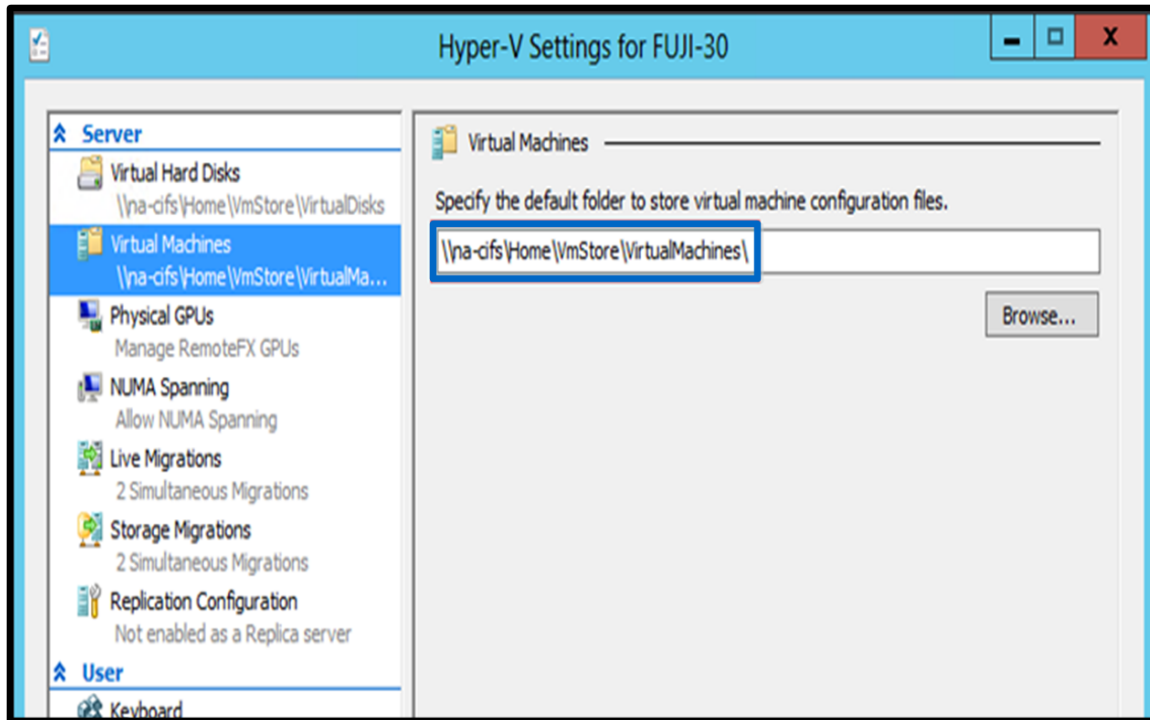 Hyper-V Settings for FUJI-30
Server
Virtual Hard Disks
\\na-cifs\Home\VmStore\VirtualDisks
Virtual Machines
\\na-cifs\Home\VmStore\VirtualMa...
Physical GPUs
Manage RemoteFX GPUs
NUMA Spanning
Allow NUMA Spanning
Live Migrations
2 Simultaneous Migrations
Storage Migrations
2 Simultaneous Migrations
Replication Configuration
Not enabled as a Replica server
User
Keyboard
Virtual Machines
Specify the default folder to store virtual machine configuration files.
\\na-cifs\Home\VmStore\VirtualMachines\
Browse...